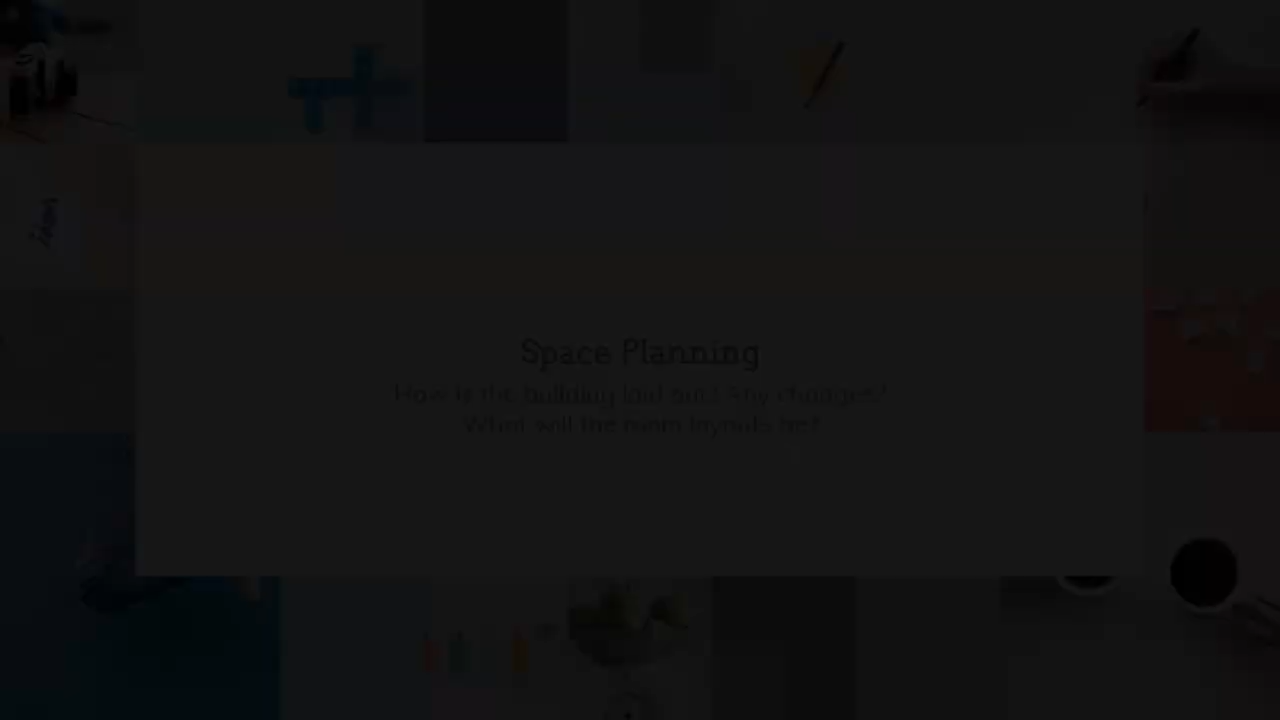 Space Planning
How is the building laid out? Any changes?
What will the room layouts be?